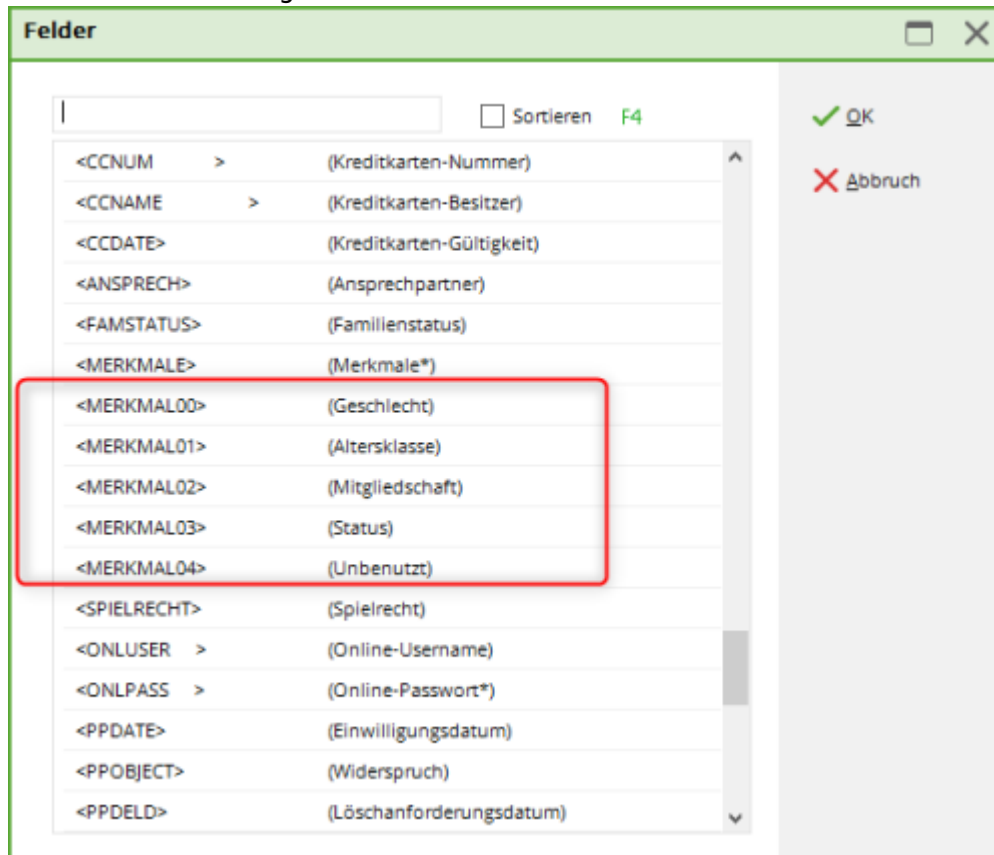 Felder
Sortieren F4
OK
Abbruch
<CCNUM > (Kreditkarten-Nummer)
<CCNAME > (Kreditkarten-Besitzer)
<CCDATE> (Kreditkarten-Gültigkeit)
<ANSPRECH> (Ansprechpartner)
<FAMSTATUS> (Familienstatus)
<MERKMALE> (Merkmale*)
<MERKMAL00> (Geschlecht)
<MERKMAL01> (Altersklasse)
<MERKMAL02> (Mitgliedschaft)
<MERKMAL03> (Status)
<MERKMAL04> (Unbenutzt)
<SPIELRECHT> (Spielrecht)
<ONLUSER > (Online-Username)
<ONLPASS > (Online-Passwort*)
<PPDATE> (Einwilligungsdatum)
<PPOBJECT> (Widerspruch)
<PPDELD> (Löschanforderungsdatum)